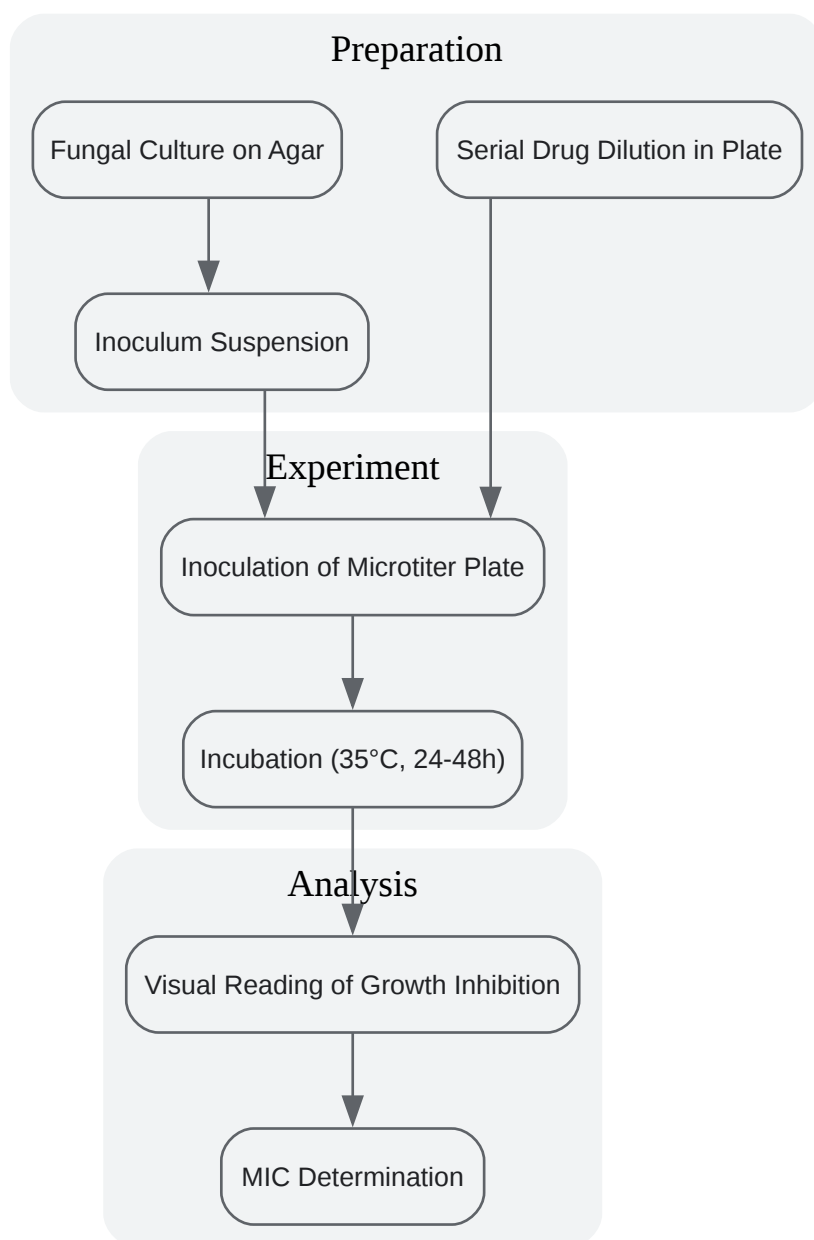 Preparation
Fungal Culture on Agar
Serial Drug Dilution in Plate
Inoculum Suspension
Experiment
Inoculation of Microtiter Plate
Incubation (35°C, 24-48h)
Analysis
Visual Reading of Growth Inhibition
MIC Determination